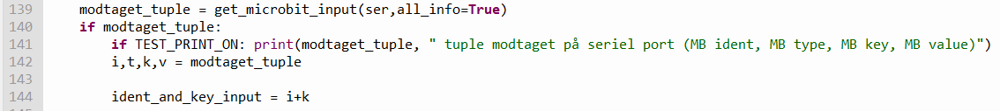 139 modtaget_tuple = get_microbit_input(ser,all_info=True)
140 if modtaget_tuple:
141 if TEST_PRINT_ON: print(modtaget_tuple, " tuple modtaget på seriel port (MB ident, MB type, MB key, MB value)")
142 i,t,k,v = modtaget_tuple
143
144 ident_and_key_input = i+k